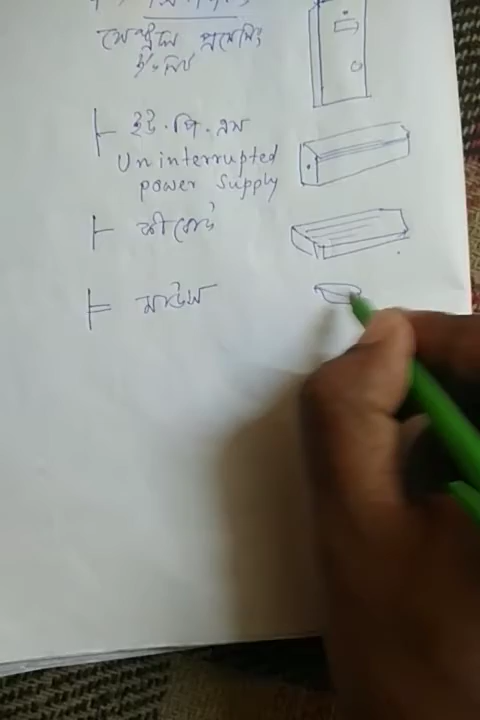 সেন্ট্রাল প্রসেসিং
ইউনিট
ইউ.পি.এস
Uninterrupted
power supply
কীবোর্ড
মাউস